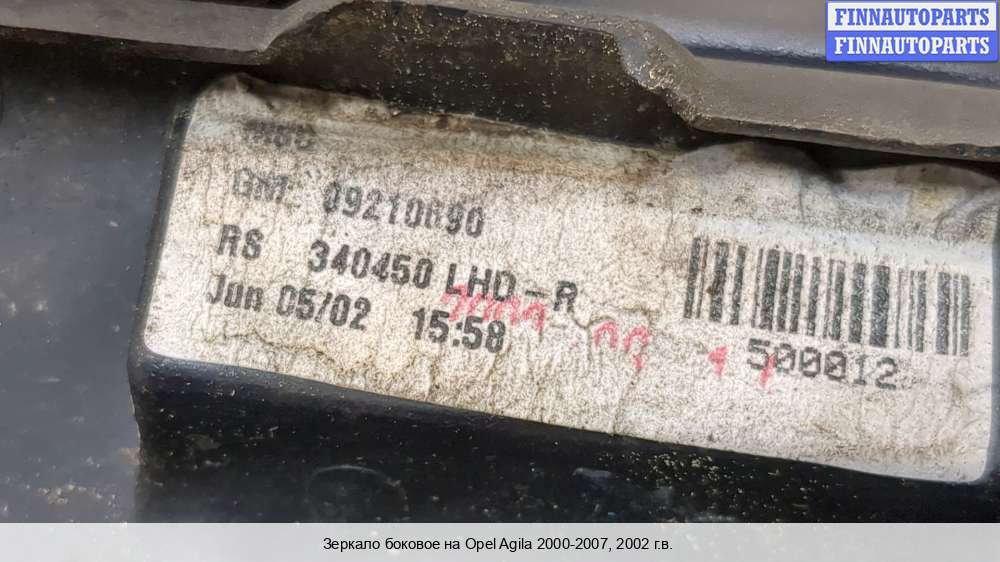 FINNAUTOPARTS
FINNAUTOPARTS
GM: 09210690
RS 340450 LHD-R
Jun 05/02 15:58
500012
Зеркало боковое на Opel Agila 2000-2007, 2002 г.в.